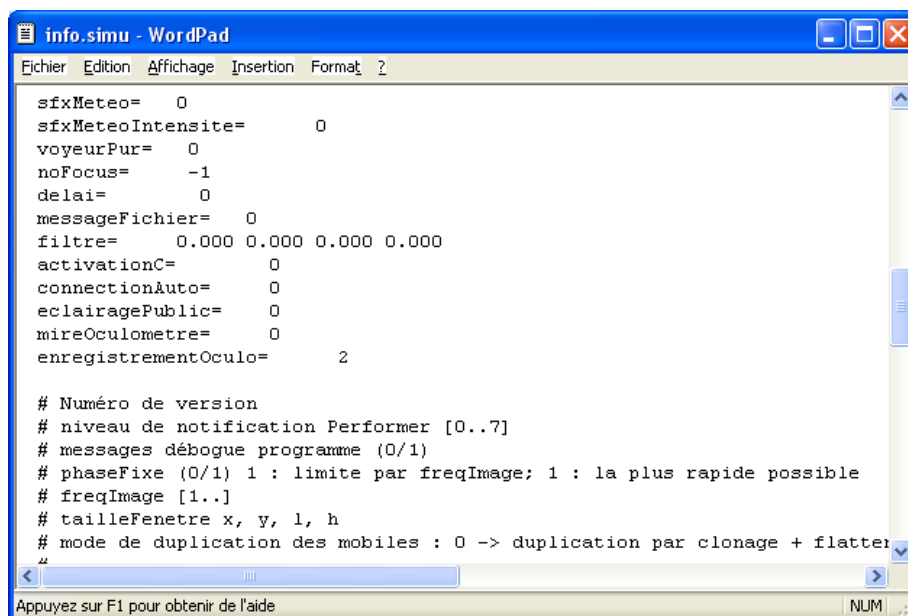 info.simu - WordPad
Fichier Edition Affichage Insertion Format ?
sfxMeteo= 0
sfxMeteoIntensite= 0
voyeurPur= 0
noFocus= -1
delai= 0
messageFichier= 0
filtre= 0.000 0.000 0.000 0.000
activationC= 0
connectionAuto= 0
eclairagePublic= 0
mireOculometre= 0
enregistrementOculo= 2
# Numéro de version
# niveau de notification Performer [0..7]
# messages débogue programme (0/1)
# phaseFixe (0/1) 1 : limite par freqImage; 1 : la plus rapide possible
# freqImage [1..]
# tailleFenetre x, y, l, h
# mode de duplication des mobiles : 0 -> duplication par clonage + flatter
#
Appuyez sur F1 pour obtenir de l'aide NUM